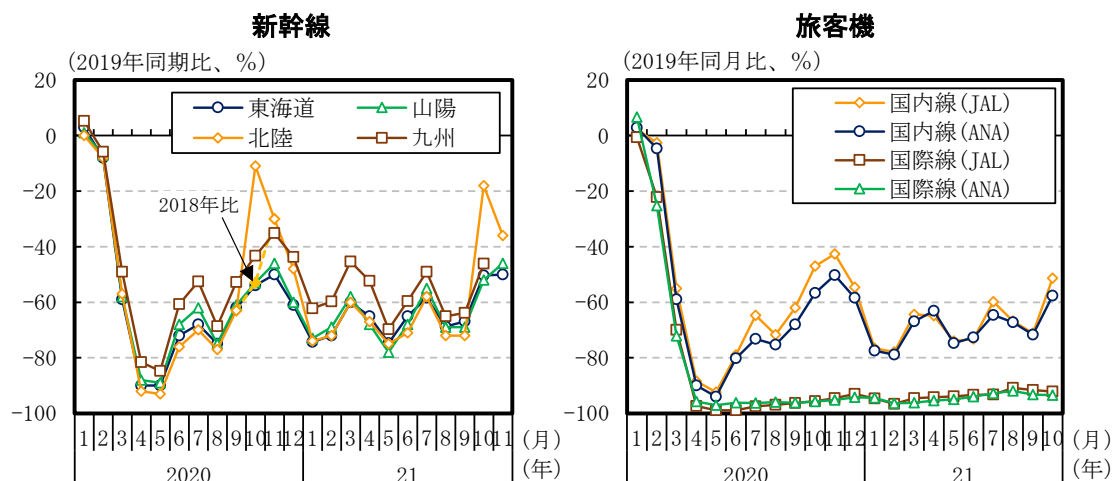 新幹線
(2019年同期比、%)
20
0
-20
-40
-60
-80
-100
東海道
山陽
北陸
九州
2018年比
1 2 3 4 5 6 7 8 9 10 11 12 1 2 3 4 5 6 7 8 9 10 11 (月)
2020 21 (年)
旅客機
(2019年同月比、%)
20
0
-20
-40
-60
-80
-100
国内線(JAL)
国内線(ANA)
国際線(JAL)
国際線(ANA)
1 2 3 4 5 6 7 8 9 10 11 12 1 2 3 4 5 6 7 8 9 10 (月)
2020 21 (年)